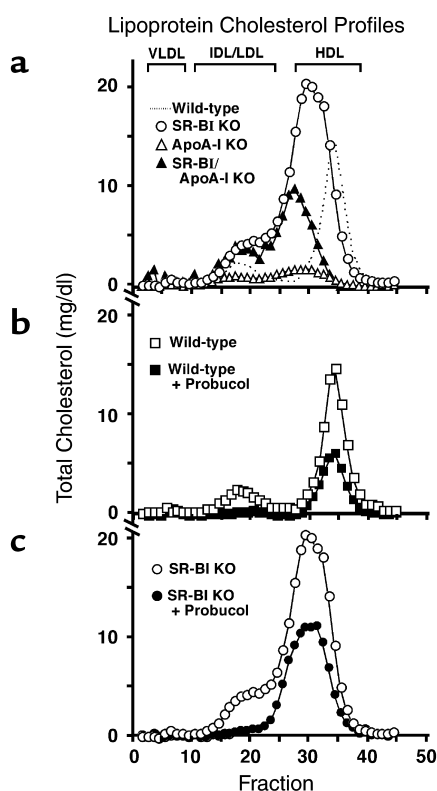 Lipoprotein Cholesterol Profiles
VLDL IDL/LDL HDL
a
20
10
0
Wild-type
SR-BI KO
ApoA-I KO
SR-BI/
ApoA-I KO
Total Cholesterol (mg/dl)
b
20
10
0
Wild-type
Wild-type
+ Probucol
c
20
10
0
SR-BI KO
SR-BI KO
+ Probucol
0 10 20 30 40 50
Fraction